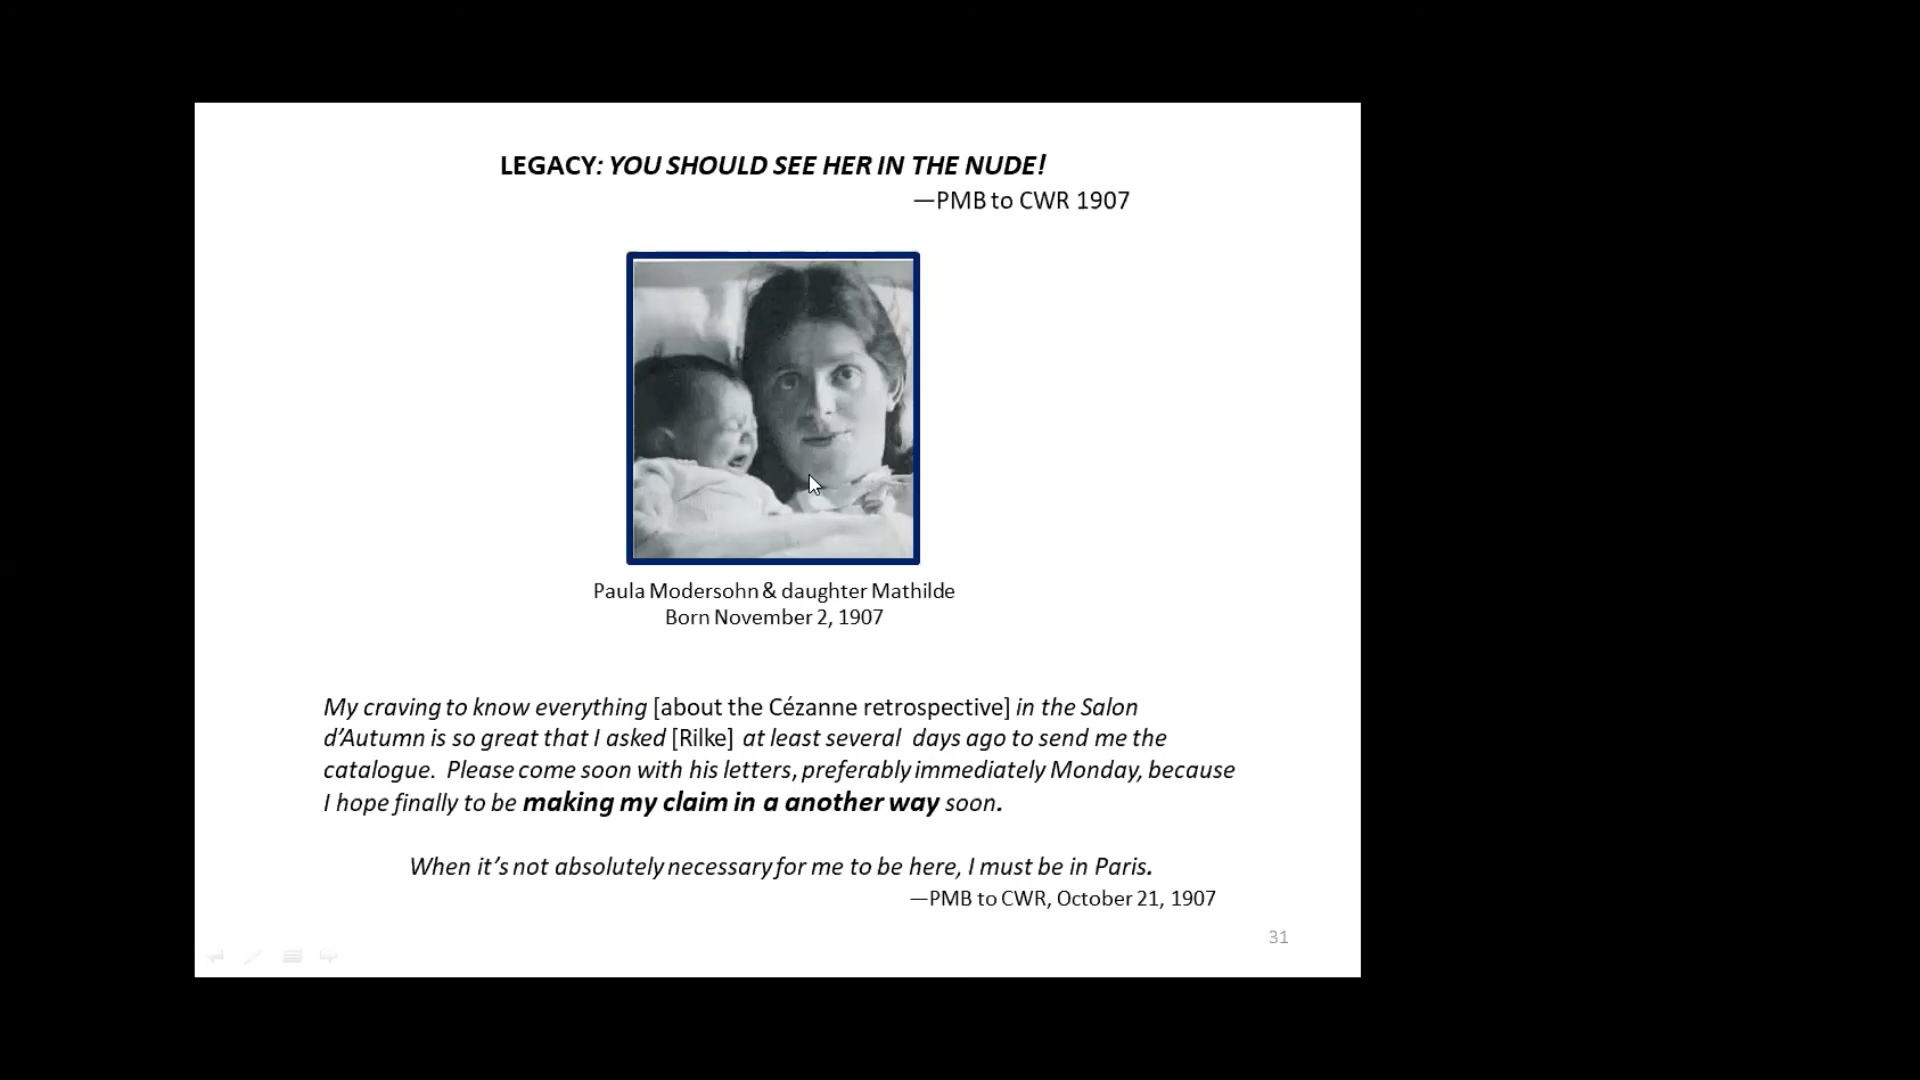 LEGACY: YOU SHOULD SEE HER IN THE NUDE!
—PMB to CWR 1907
Paula Modersohn & daughter Mathilde
Born November 2, 1907
My craving to know everything [about the Cézanne retrospective] in the Salon
d’Autumn is so great that I asked [Rilke] at least several days ago to send me the
catalogue. Please come soon with his letters, preferably immediately Monday, because
I hope finally to be making my claim in a another way soon.
When it’s not absolutely necessary for me to be here, I must be in Paris.
—PMB to CWR, October 21, 1907
31